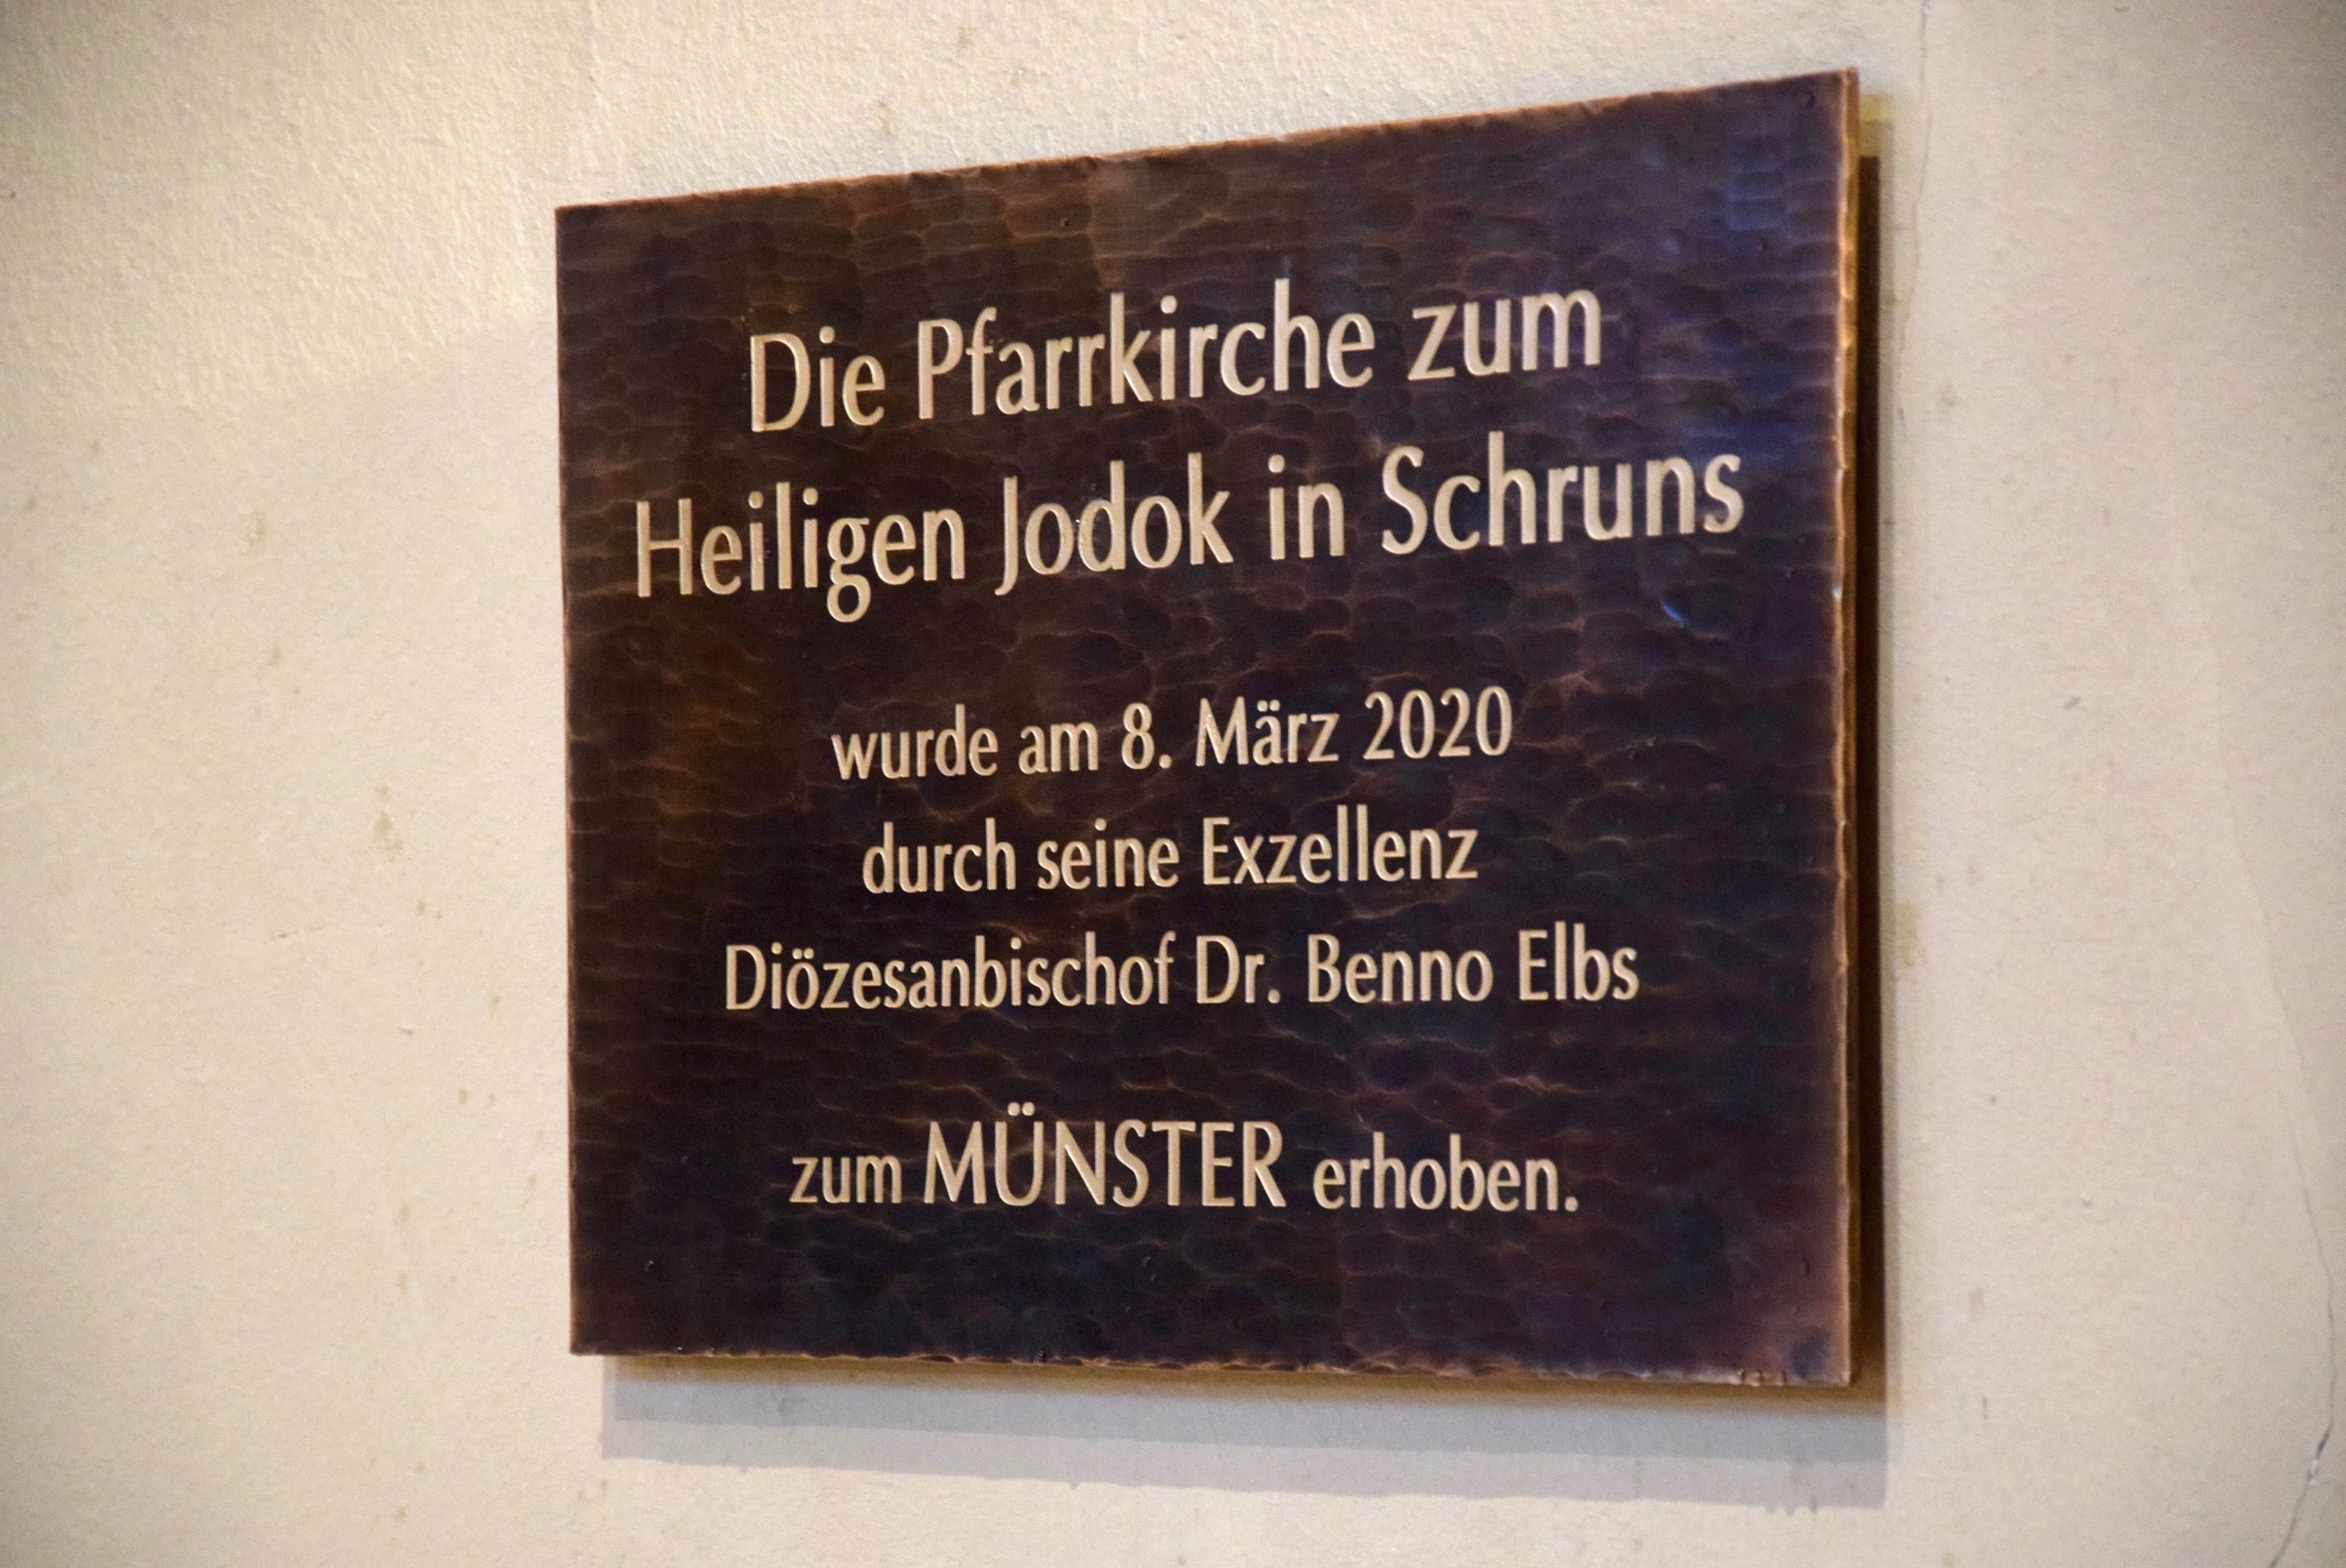 Die Pfarrkirche zum
Heiligen Jodok in Schruns
wurde am 8. März 2020
durch seine Exzellenz
Diözesanbischof Dr. Benno Elbs
zum MÜNSTER erhoben.